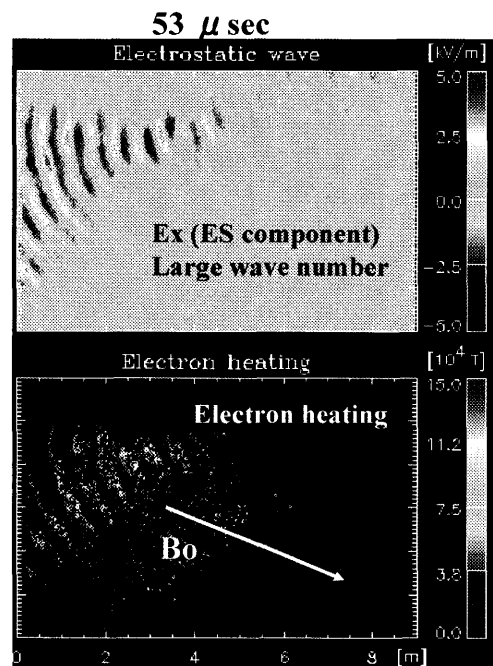 53 μ sec
Electrostatic wave
[kV/m]
5.0
2.5
0.0
-2.5
-5.0
Ex (ES component)
Large wave number
Electron heating
[10⁴ T]
15.0
11.2
7.5
3.8
0.0
Electron heating
Bo
0 2 4 6 8 [m]